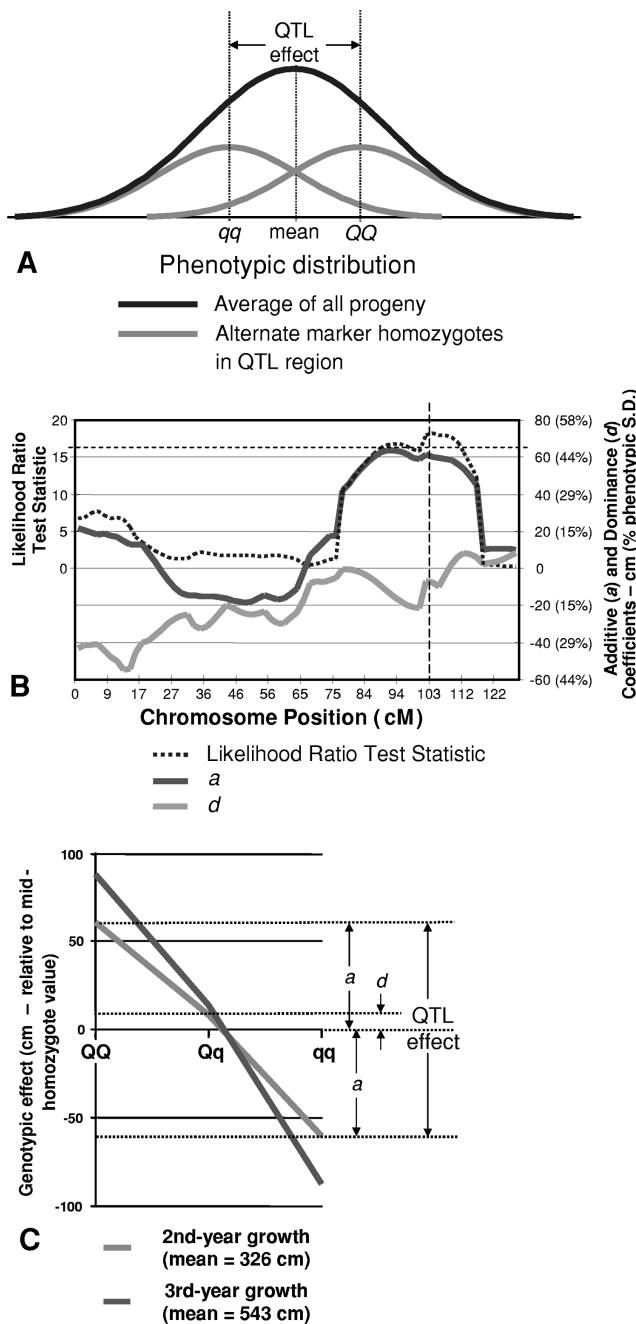 QTL
effect
qq mean QQ
A
Phenotypic distribution
Average of all progeny
Alternate marker homozygotes
in QTL region
Likelihood Ratio
Test Statistic
20
15
10
5
0
80 (58%)
60 (44%)
40 (29%)
20 (15%)
0
-20 (15%)
-40 (29%)
-60 (44%)
Additive (a) and Dominance (d)
Coefficients – cm (% phenotypic S.D.)
0 9 17 27 36 46 56 65 75 84 94 103 112 122
B
Chromosome Position (cM)
Likelihood Ratio Test Statistic
a
d
Genotypic effect (cm – relative to mid-
homozygote value)
100
50
0
-50
-100
QQ Qq qq
a
d
QTL
effect
a
C
2nd-year growth
(mean = 326 cm)
3rd-year growth
(mean = 543 cm)